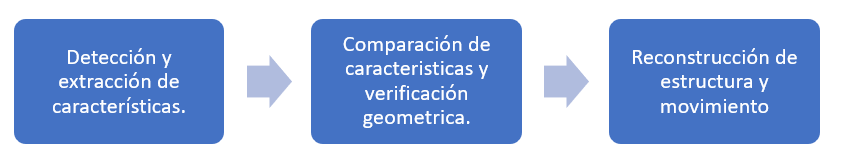 Detección y
extracción de
características.
Comparación de
caracteristicas y
verificación
geometrica.
Reconstrucción de
estructura y
movimiento